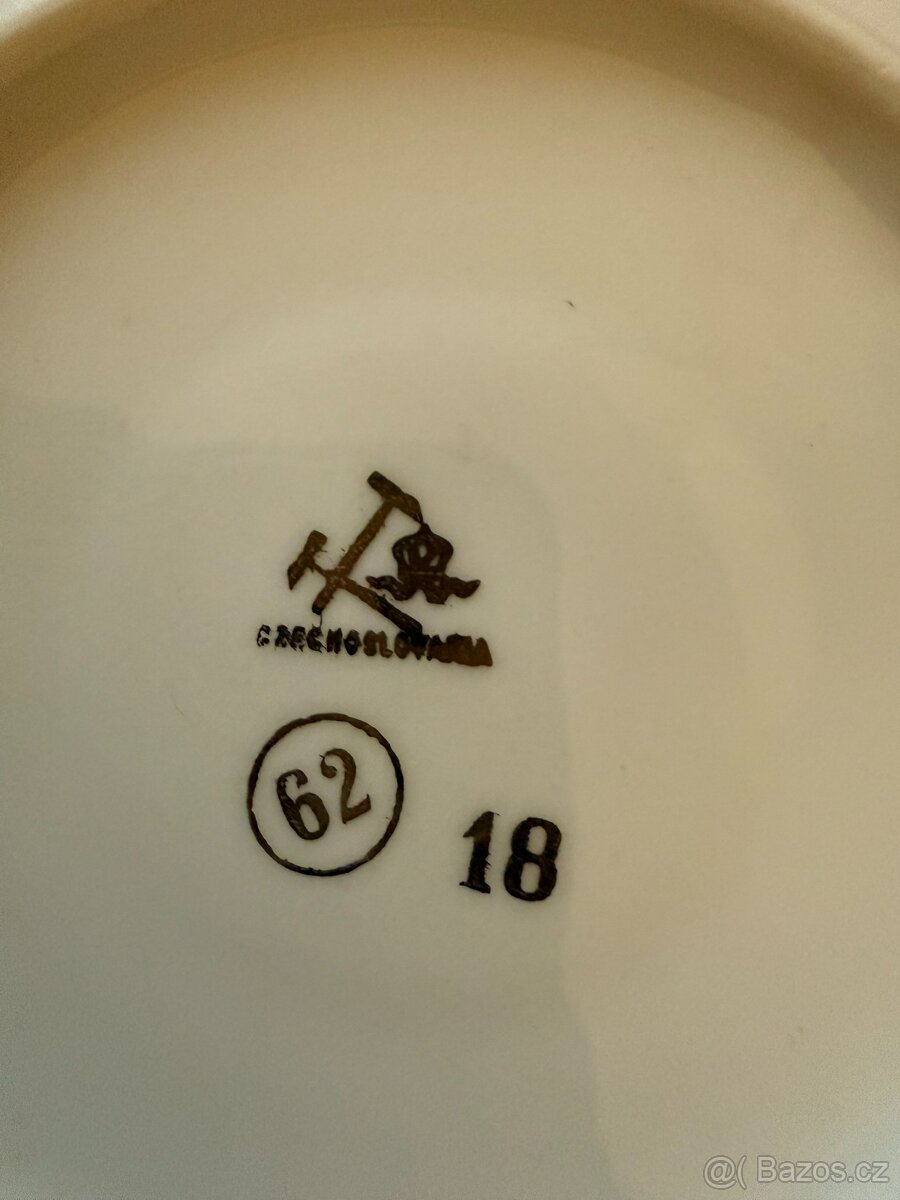 CZECHOSLOVAKIA
62
18
@( Bazos.cz